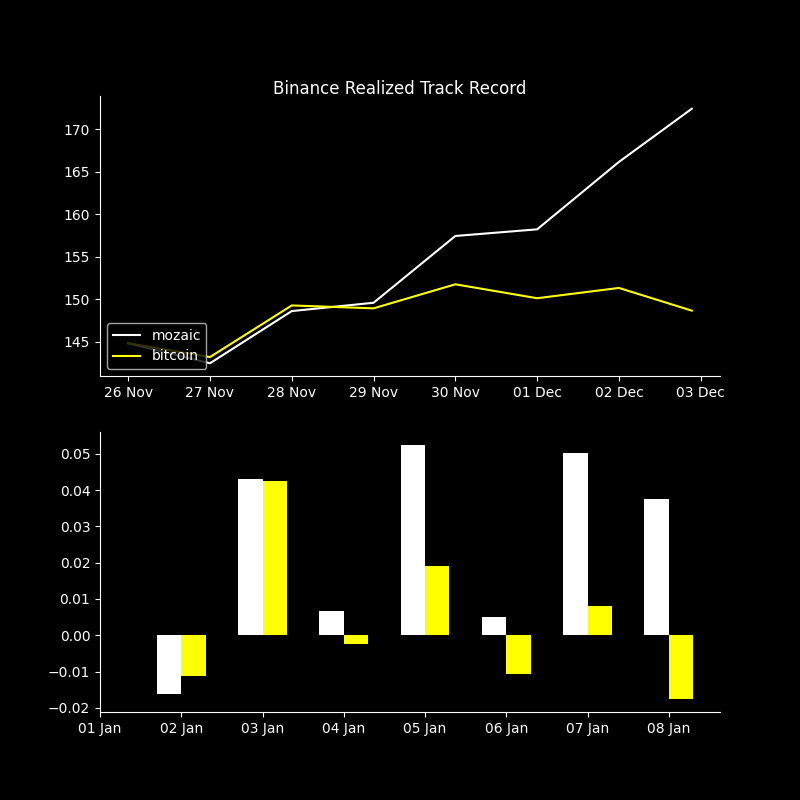 Binance Realized Track Record
170
165
160
155
150
145
mozaic
bitcoin
26 Nov 27 Nov 28 Nov 29 Nov 30 Nov 01 Dec 02 Dec 03 Dec
0.05
0.04
0.03
0.02
0.01
0.00
−0.01
−0.02
01 Jan 02 Jan 03 Jan 04 Jan 05 Jan 06 Jan 07 Jan 08 Jan